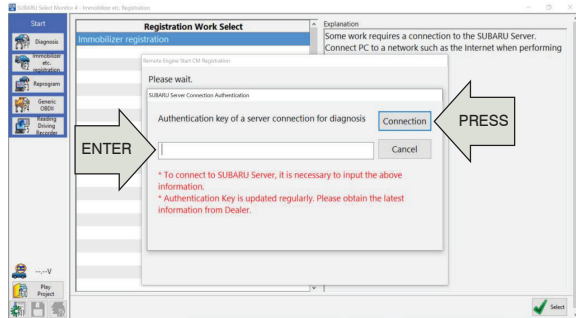 SUBARU Select Monitor 4 - Immobilizer etc. Registration
Start
Diagnosis
Immobilizer
etc.
registration
Reprogram
Generic
OBDII
Reading
Driving
Recorder
--.--V
Play
Project
Registration Work Select
Immobilizer registration
Explanation
Some work requires a connection to the SUBARU Server.
Connect PC to a network such as the Internet when performing
Remote Engine Start CM Registration
Please wait.
SUBARU Server Connection Authentication
Authentication key of a server connection for diagnosis
Connection
Cancel
* To connect to SUBARU Server, it is necessary to input the above
information.
* Authentication Key is updated regularly. Please obtain the latest
information from Dealer.
ENTER
PRESS
Select